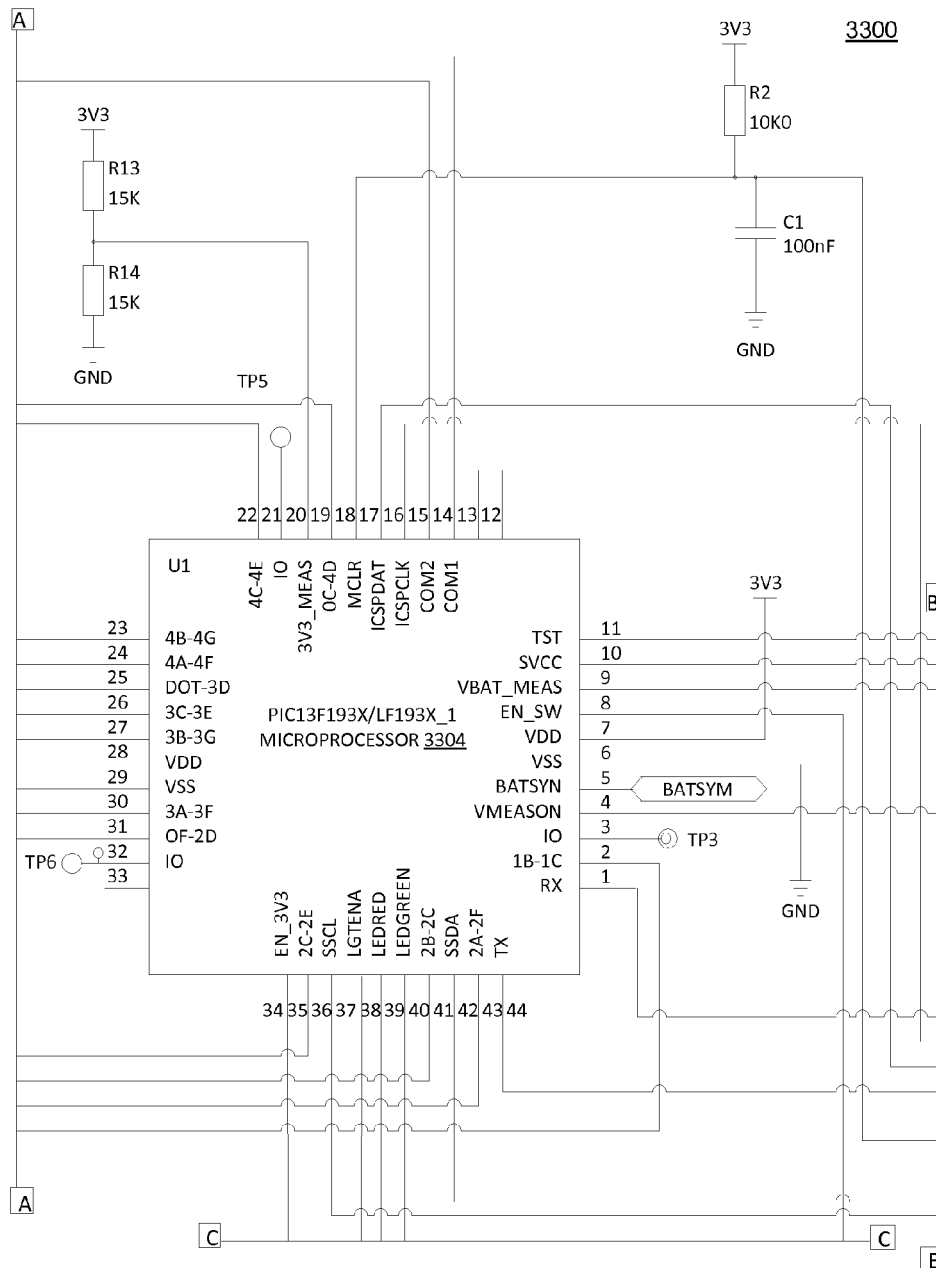 A
3300
3V3
R2
10K0
3V3
R13
15K
C1
100nF
R14
15K
GND
GND
TP5
22 21 20 19 18 17 16 15 14 13 12
U1
4C-4E
IO
3V3_MEAS
0C-4D
MCLR
ICSPDAT
ICSPCLK
COM2
COM1
3V3
B
23 4B-4G
24 4A-4F
25 DOT-3D
26 3C-3E
27 3B-3G
28 VDD
29 VSS
30 3A-3F
31 OF-2D
32 IO
33
TP6
PIC13F193X/LF193X_1
MICROPROCESSOR 3304
TST 11
SVCC 10
VBAT_MEAS 9
EN_SW 8
VDD 7
VSS 6
BATSYN 5
BATSYM
VMEASON 4
IO 3
TP3
1B-1C 2
RX 1
GND
EN_3V3
2C-2E
SSCL
LGTENA
LEDRED
LEDGREEN
2B-2C
SSDA
2A-2F
TX
34 35 36 37 38 39 40 41 42 43 44
A
C
C